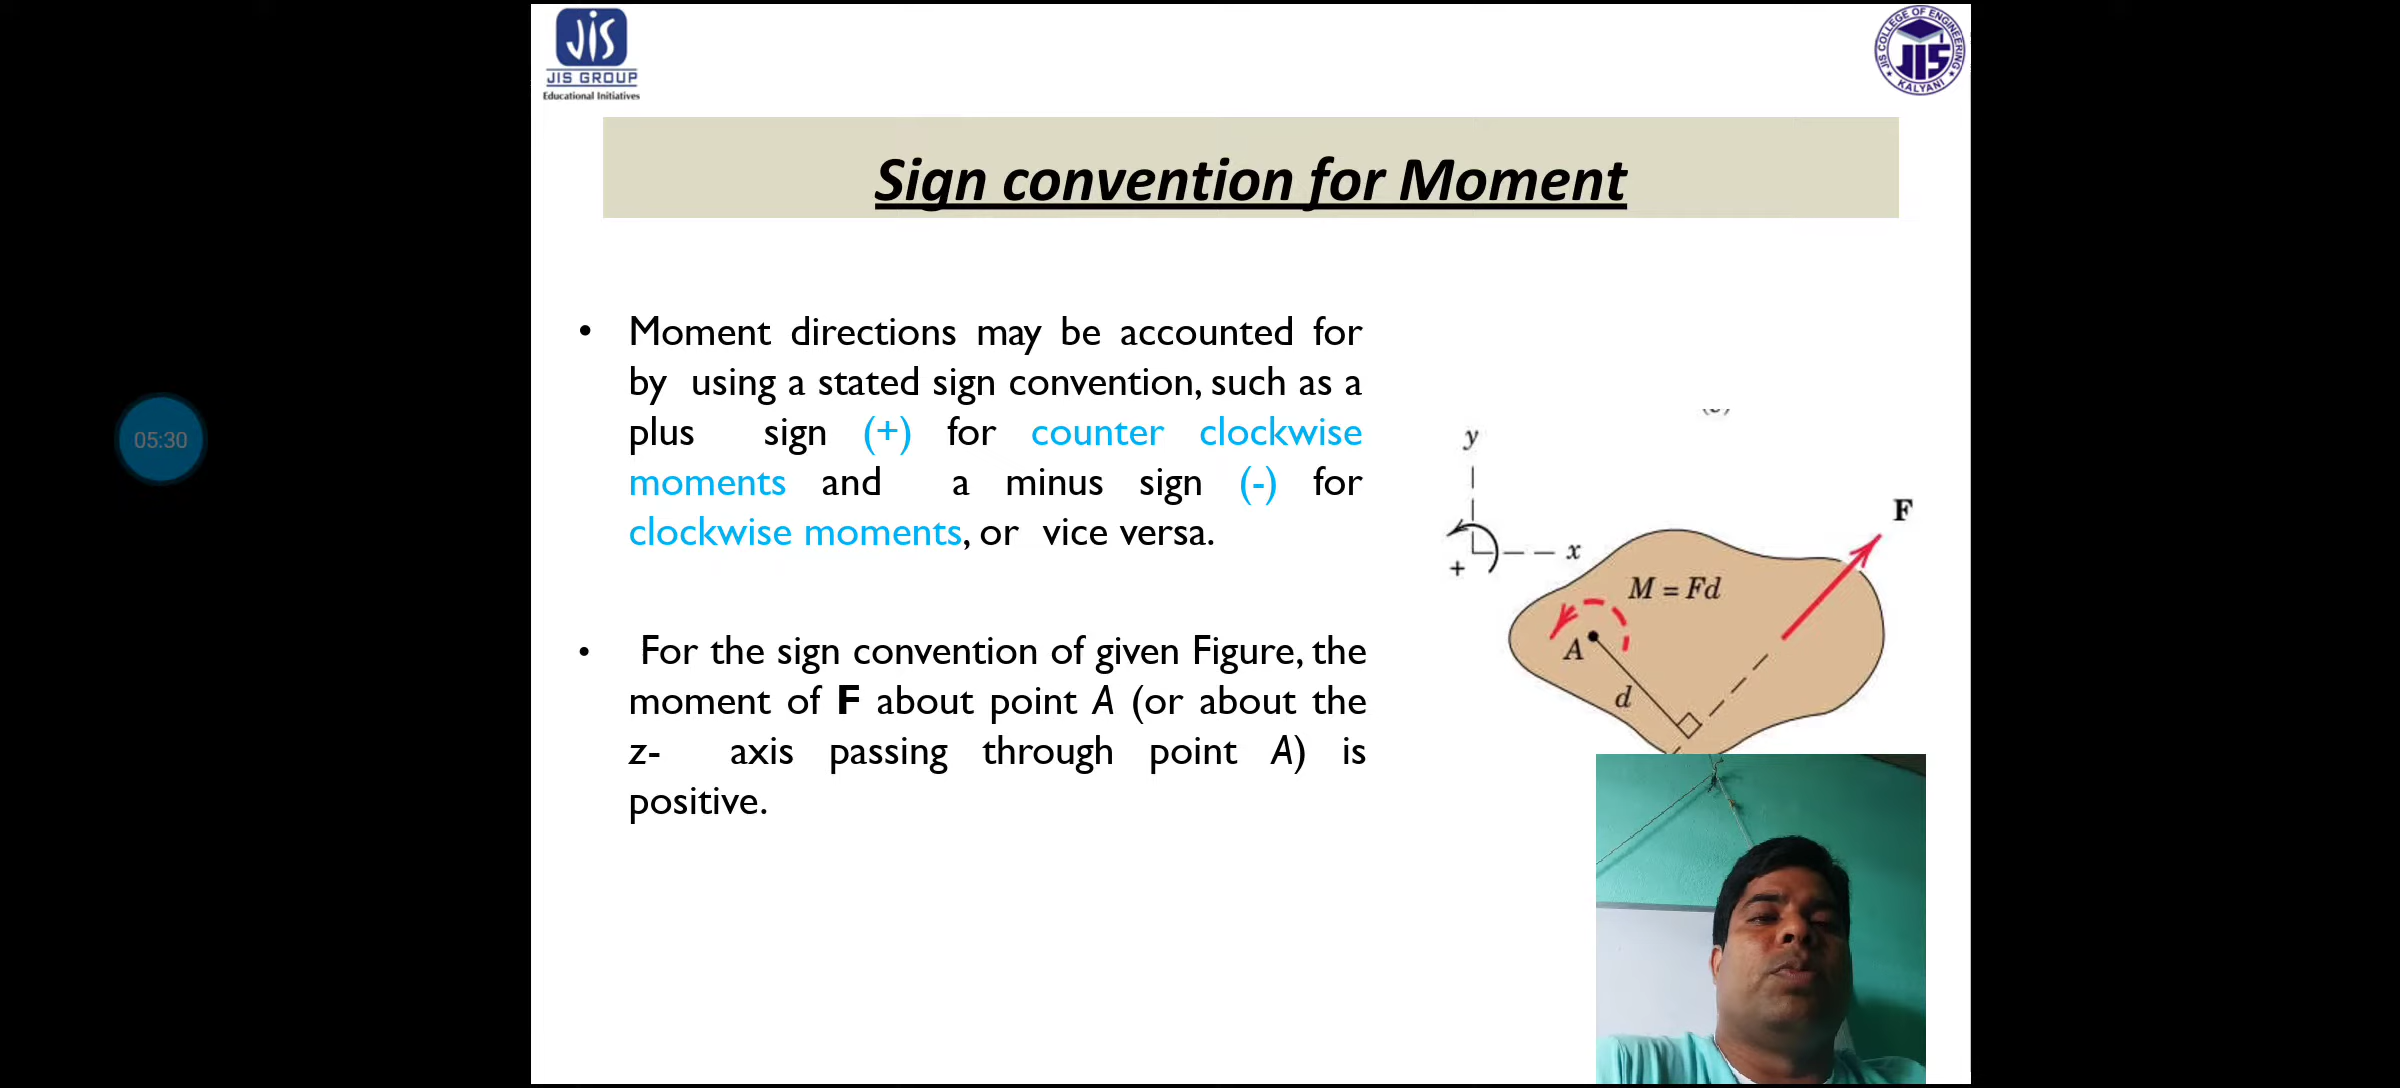 JiS
JIS GROUP
Educational Initiatives
JIS COLLEGE OF ENGINEERING
JIS
KALYANI
Sign convention for Moment
• Moment directions may be accounted for
by using a stated sign convention, such as a
plus sign (+) for counter clockwise
moments and a minus sign (-) for
clockwise moments, or vice versa.
• For the sign convention of given Figure, the
moment of F about point A (or about the
z- axis passing through point A) is
positive.
05:30
y
x
+
F
M = Fd
A
d